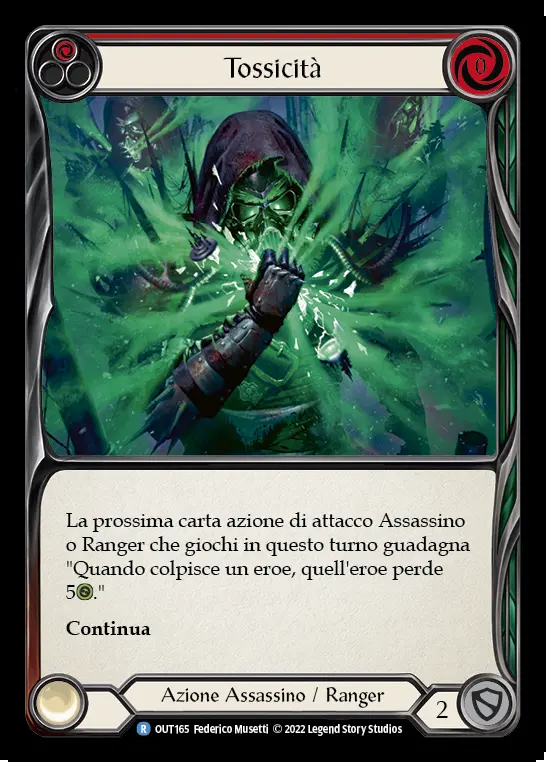 Tossicità
0
La prossima carta azione di attacco Assassino
o Ranger che giochi in questo turno guadagna
"Quando colpisce un eroe, quell'eroe perde
5."
Continua
Azione Assassino / Ranger
2
R OUT165 Federico Musetti © 2022 Legend Story Studios